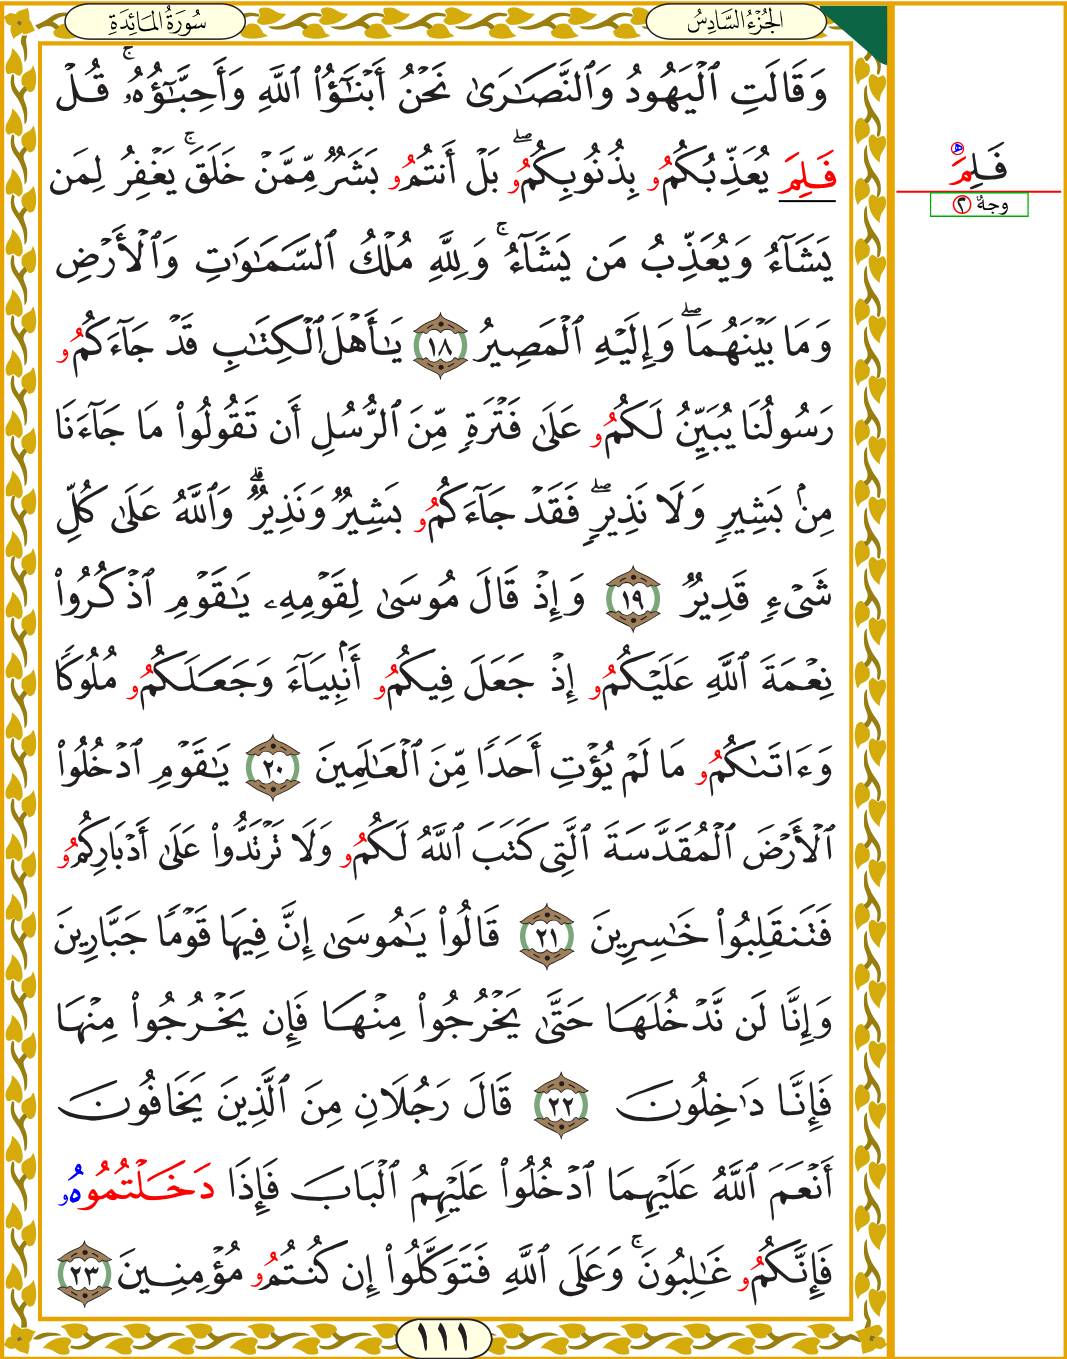 الجُزْءُ السَّادِسُ
سُورَةُ المَائِدَةِ
وَقَالَتِ ٱلْيَهُودُ وَٱلنَّصَـٰرَىٰ نَحْنُ أَبْنَـٰٓؤُا۟ ٱللَّهِ وَأَحِبَّـٰٓؤُهُۥ ۚ قُلْ
فَلِمَ يُعَذِّبُكُمُو بِذُنُوبِكُمُو ۖ بَلْ أَنتُمُو بَشَرٌ مِّمَّنْ خَلَقَ ۚ يَغْفِرُ لِمَن
يَشَآءُ وَيُعَذِّبُ مَن يَشَآءُ ۚ وَلِلَّهِ مُلْكُ ٱلسَّمَـٰوَٰتِ وَٱلْأَرْضِ
وَمَا بَيْنَهُمَا ۖ وَإِلَيْهِ ٱلْمَصِيرُ ١٨ يَـٰٓأَهْلَ ٱلْكِتَـٰبِ قَدْ جَآءَكُمُو
رَسُولُنَا يُبَيِّنُ لَكُمُو عَلَىٰ فَتْرَةٍ مِّنَ ٱلرُّسُلِ أَن تَقُولُوا۟ مَا جَآءَنَا
مِنۢ بَشِيرٍ وَلَا نَذِيرٍ ۖ فَقَدْ جَآءَكُمُو بَشِيرٌ وَنَذِيرٌ ۗ وَٱللَّهُ عَلَىٰ كُلِّ
شَىْءٍ قَدِيرٌ ١٩ وَإِذْ قَالَ مُوسَىٰ لِقَوْمِهِۦ يَـٰقَوْمِ ٱذْكُرُوا۟
نِعْمَةَ ٱللَّهِ عَلَيْكُمُو إِذْ جَعَلَ فِيكُمُو أَنۢبِيَآءَ وَجَعَلَكُمُو مُلُوكًا
وَءَاتَىٰكُمُو مَا لَمْ يُؤْتِ أَحَدًا مِّنَ ٱلْعَـٰلَمِينَ ٢٠ يَـٰقَوْمِ ٱدْخُلُوا۟
ٱلْأَرْضَ ٱلْمُقَدَّسَةَ ٱلَّتِى كَتَبَ ٱللَّهُ لَكُمُو وَلَا تَرْتَدُّوا۟ عَلَىٰٓ أَدْبَارِكُمُو
فَتَنقَلِبُوا۟ خَـٰسِرِينَ ٢١ قَالُوا۟ يَـٰمُوسَىٰٓ إِنَّ فِيهَا قَوْمًا جَبَّارِينَ
وَإِنَّا لَن نَّدْخُلَهَا حَتَّىٰ يَخْرُجُوا۟ مِنْهَا فَإِن يَخْرُجُوا۟ مِنْهَا
فَإِنَّا دَٰخِلُونَ ٢٢ قَالَ رَجُلَانِ مِنَ ٱلَّذِينَ يَخَافُونَ
أَنْعَمَ ٱللَّهُ عَلَيْهِمَا ٱدْخُلُوا۟ عَلَيْهِمُ ٱلْبَابَ فَإِذَا دَخَلْتُمُوهُو
فَإِنَّكُمُو غَـٰلِبُونَ ۚ وَعَلَى ٱللَّهِ فَتَوَكَّلُوٓا۟ إِن كُنتُمُو مُؤْمِنِينَ ٢٣
١١١
فَلِمَ ه
وجهٌ ٢